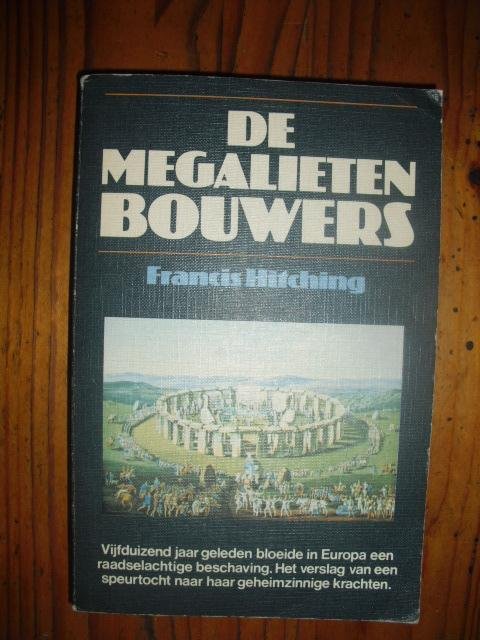 DE
MEGALIETEN
BOUWERS
Francis Hitching
Vijfduizend jaar geleden bloeide in Europa een
raadselachtige beschaving. Het verslag van een
speurtocht naar haar geheimzinnige krachten.